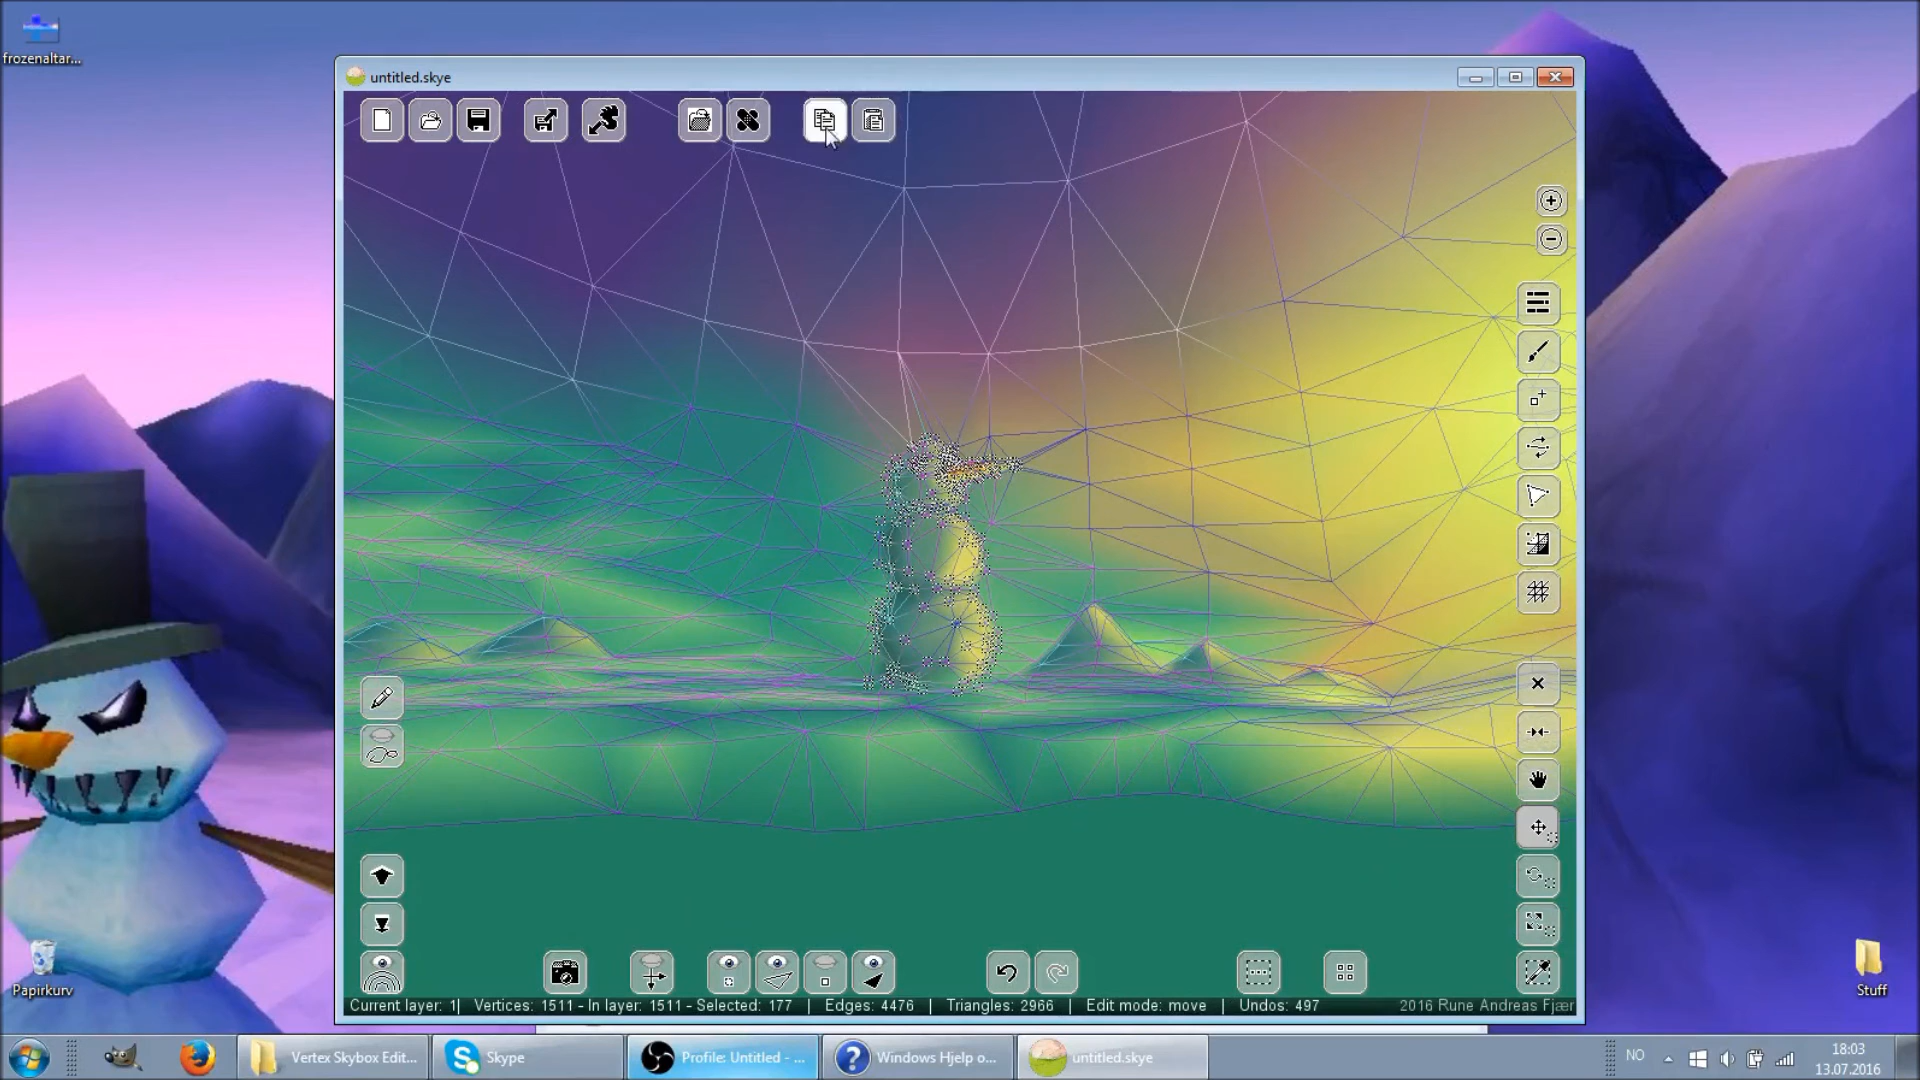 frozenaltar...
untitled.skye
Papirkurv
Stuff
Current layer: 1| Vertices: 1511 - In layer: 1511 - Selected: 177 | Edges: 4476 | Triangles: 2966 | Edit mode: move | Undos: 497 2016 Rune Andreas Fjær
Vertex Skybox Edit...
Skype
Profile: Untitled - ...
Windows Hjelp o...
untitled.skye
NO
18:03
13.07.2016